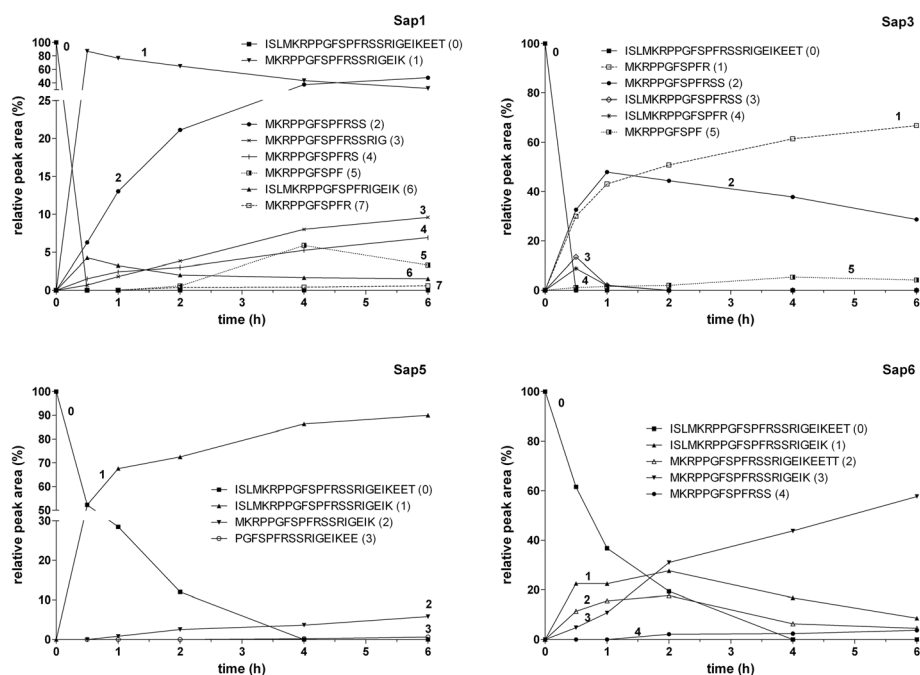 Sap1
relative peak area (%)
100
80
60
40
25
20
15
10
5
0
0
1
2
3
4
5
6
7
ISLMKRPPGFSPFRSSRIGEIKEET (0)
MKRPPGFSPFRSSRIGEIK (1)
MKRPPGFSPFRSS (2)
MKRPPGFSPFRSSRIG (3)
MKRPPGFSPFRS (4)
MKRPPGFSPF (5)
ISLMKRPPGFSPFRIGEIK (6)
MKRPPGFSPFR (7)
0 1 2 3 4 5 6
time (h)
Sap3
relative peak area (%)
100
80
60
40
20
0
0
1
2
3
4
5
ISLMKRPPGFSPFRSSRIGEIKEET (0)
MKRPPGFSPFR (1)
MKRPPGFSPFRSS (2)
ISLMKRPPGFSPFRSS (3)
ISLMKRPPGFSPFR (4)
MKRPPGFSPF (5)
0 1 2 3 4 5 6
time (h)
Sap5
relative peak area (%)
100
90
80
70
60
50
30
20
10
0
0
1
2
3
ISLMKRPPGFSPFRSSRIGEIKEET (0)
ISLMKRPPGFSPFRSSRIGEIK (1)
MKRPPGFSPFRSSRIGEIK (2)
PGFSPFRSSRIGEIKEE (3)
0 1 2 3 4 5 6
time (h)
Sap6
relative peak area (%)
100
80
60
40
20
0
0
1
2
3
4
ISLMKRPPGFSPFRSSRIGEIKEET (0)
ISLMKRPPGFSPFRSSRIGEIK (1)
MKRPPGFSPFRSSRIGEIKEETT (2)
MKRPPGFSPFRSSRIGEIK (3)
MKRPPGFSPFRSS (4)
0 1 2 3 4 5 6
time (h)